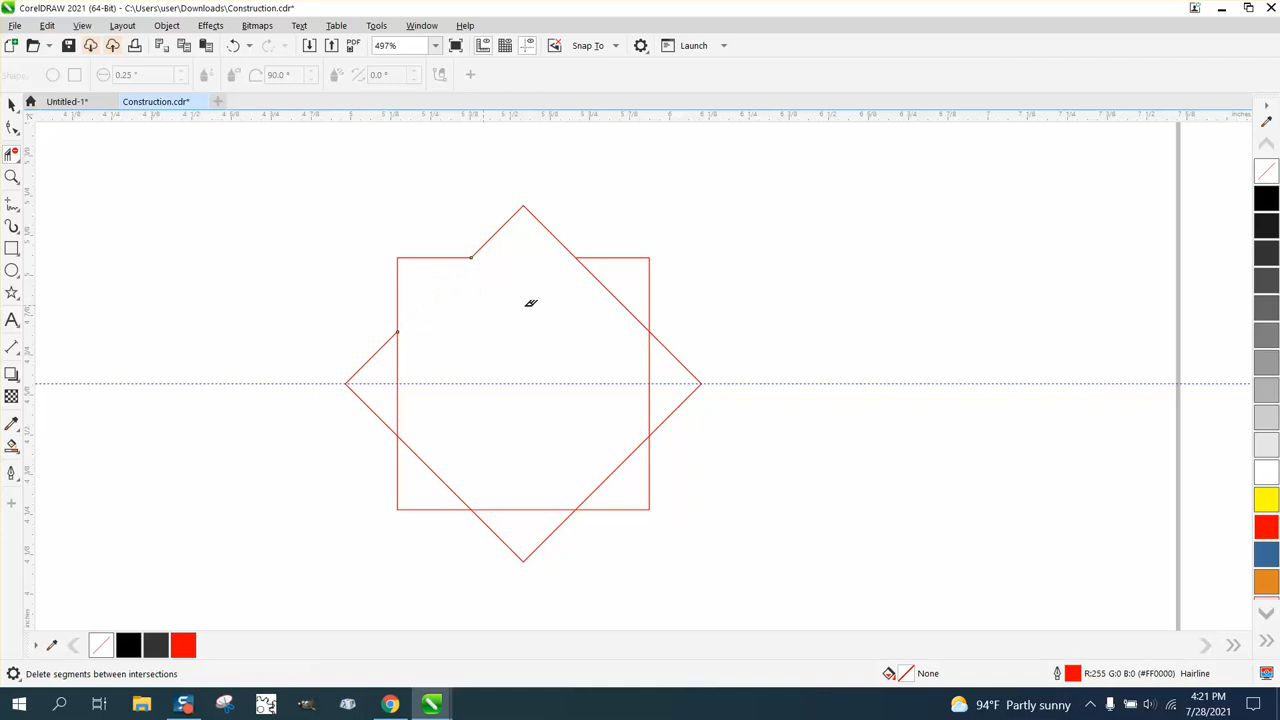 CorelDRAW 2021 (64-Bit) - C:\Users\user\Downloads\Construction.cdr*
File Edit View Layout Object Effects Bitmaps Text Table Tools Window Help
497% Snap To Launch
0.25 " 90.0 ° 0.0 °
Untitled-1* Construction.cdr*
inches
Delete segments between intersections
None
R:255 G:0 B:0 (#FF0000) Hairline
94°F Partly sunny
4:21 PM
7/28/2021